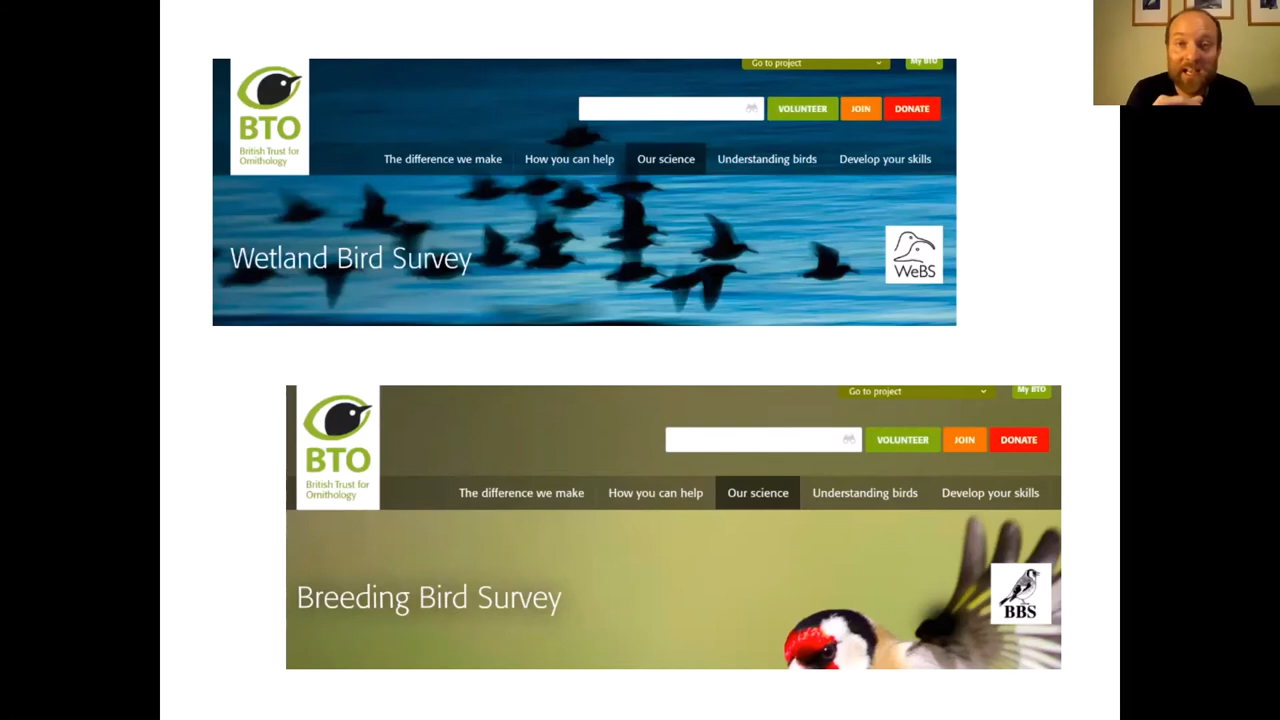 Go to project
My BTO
VOLUNTEER
JOIN
DONATE
BTO
British Trust for
Ornithology
The difference we make
How you can help
Our science
Understanding birds
Develop your skills
Wetland Bird Survey
WeBS
Go to project
My BTO
VOLUNTEER
JOIN
DONATE
BTO
British Trust for
Ornithology
The difference we make
How you can help
Our science
Understanding birds
Develop your skills
Breeding Bird Survey
BBS